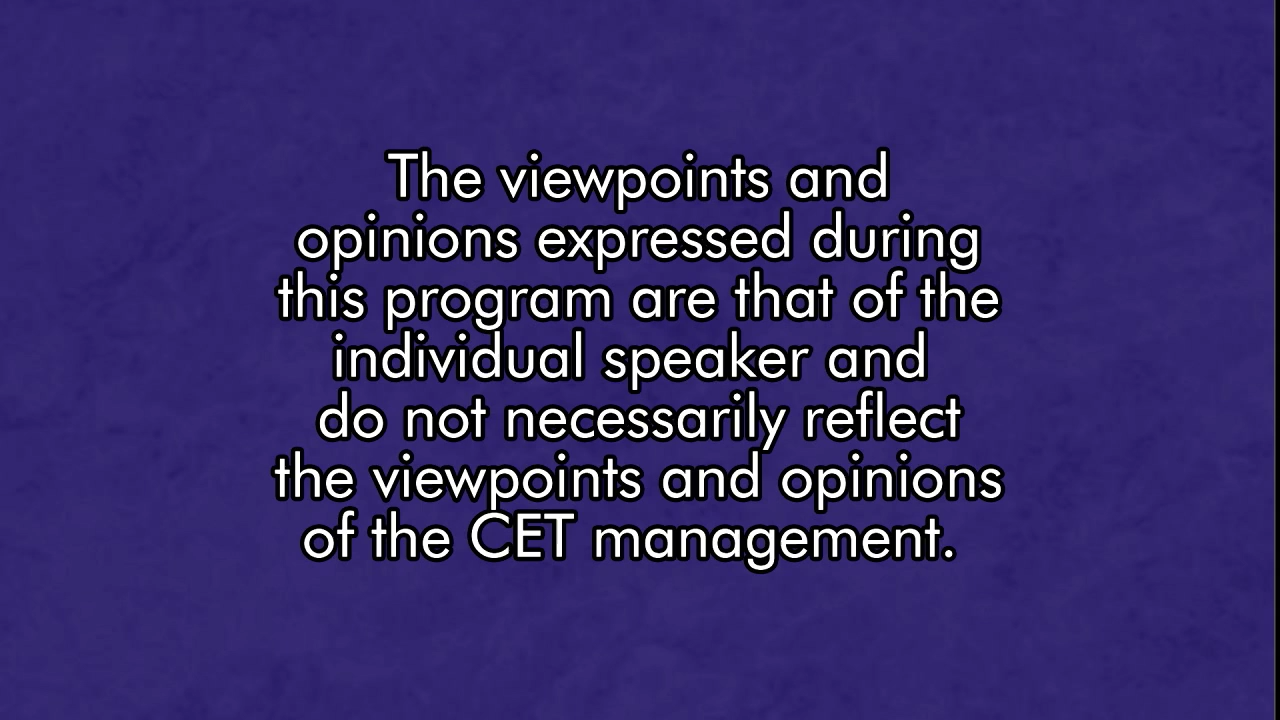 The viewpoints and
opinions expressed during
this program are that of the
individual speaker and
do not necessarily reflect
the viewpoints and opinions
of the CET management.